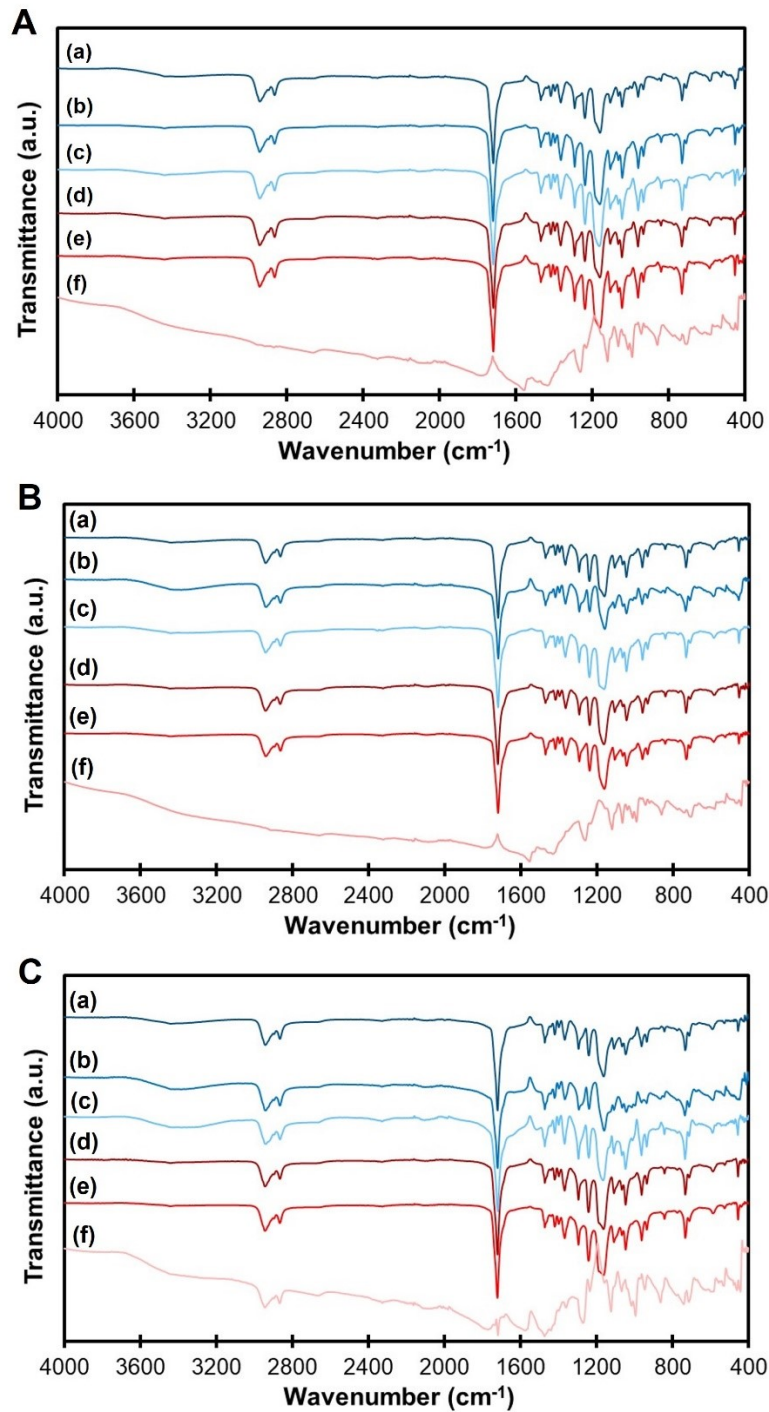 A
(a)
(b)
(c)
(d)
(e)
(f)
Transmittance (a.u.)
4000 3600 3200 2800 2400 2000 1600 1200 800 400
Wavenumber (cm-1)
B
(a)
(b)
(c)
(d)
(e)
(f)
Transmittance (a.u.)
4000 3600 3200 2800 2400 2000 1600 1200 800 400
Wavenumber (cm-1)
C
(a)
(b)
(c)
(d)
(e)
(f)
Transmittance (a.u.)
4000 3600 3200 2800 2400 2000 1600 1200 800 400
Wavenumber (cm-1)